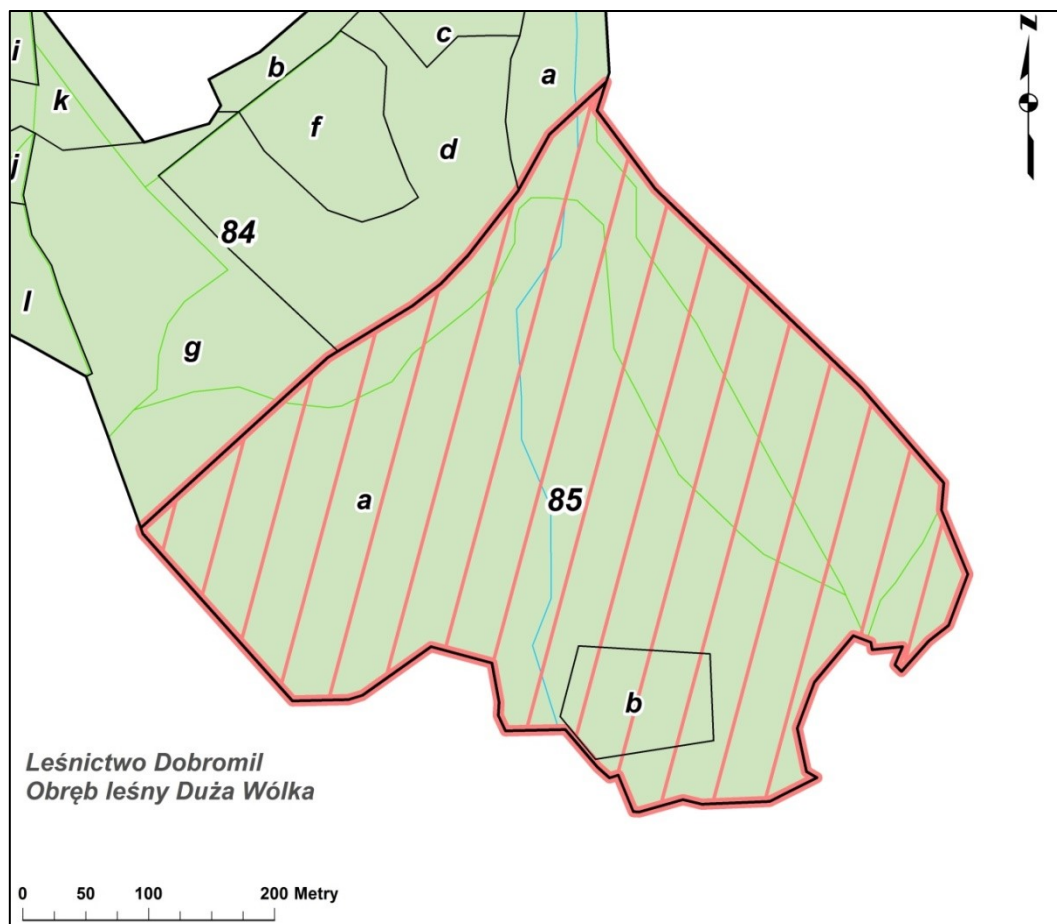 c
i
b
a
k
f
d
j
84
l
g
a
85
b
Leśnictwo Dobromil
Obręb leśny Duża Wólka
0 50 100 200 Metry
N